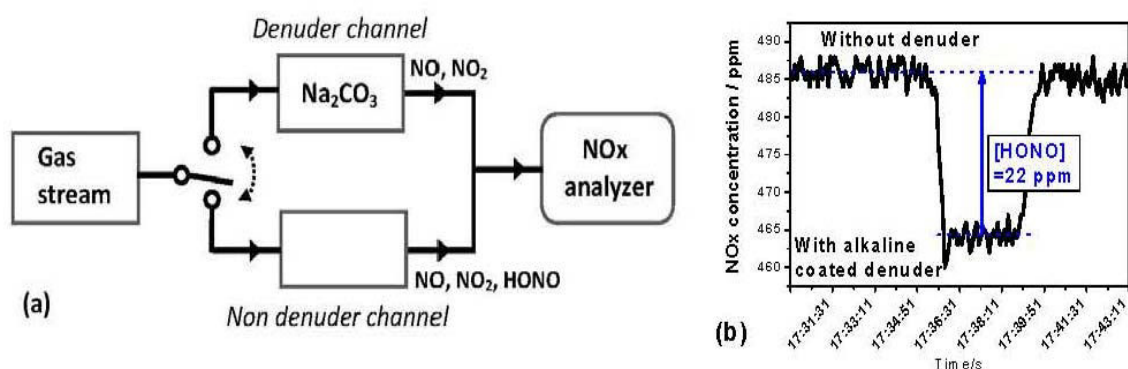 (a)
Denuder channel
Na₂CO₃
NO, NO₂
Gas
stream
NOx
analyzer
NO, NO₂, HONO
Non denuder channel
NOx concentration / ppm
490
485
480
475
470
465
460
Without denuder
[HONO]
=22 ppm
With alkaline
coated denuder
(b)
17:31:31
17:33:11
17:34:51
17:36:31
17:38:11
17:39:51
17:41:31
17:43:11
Time/s